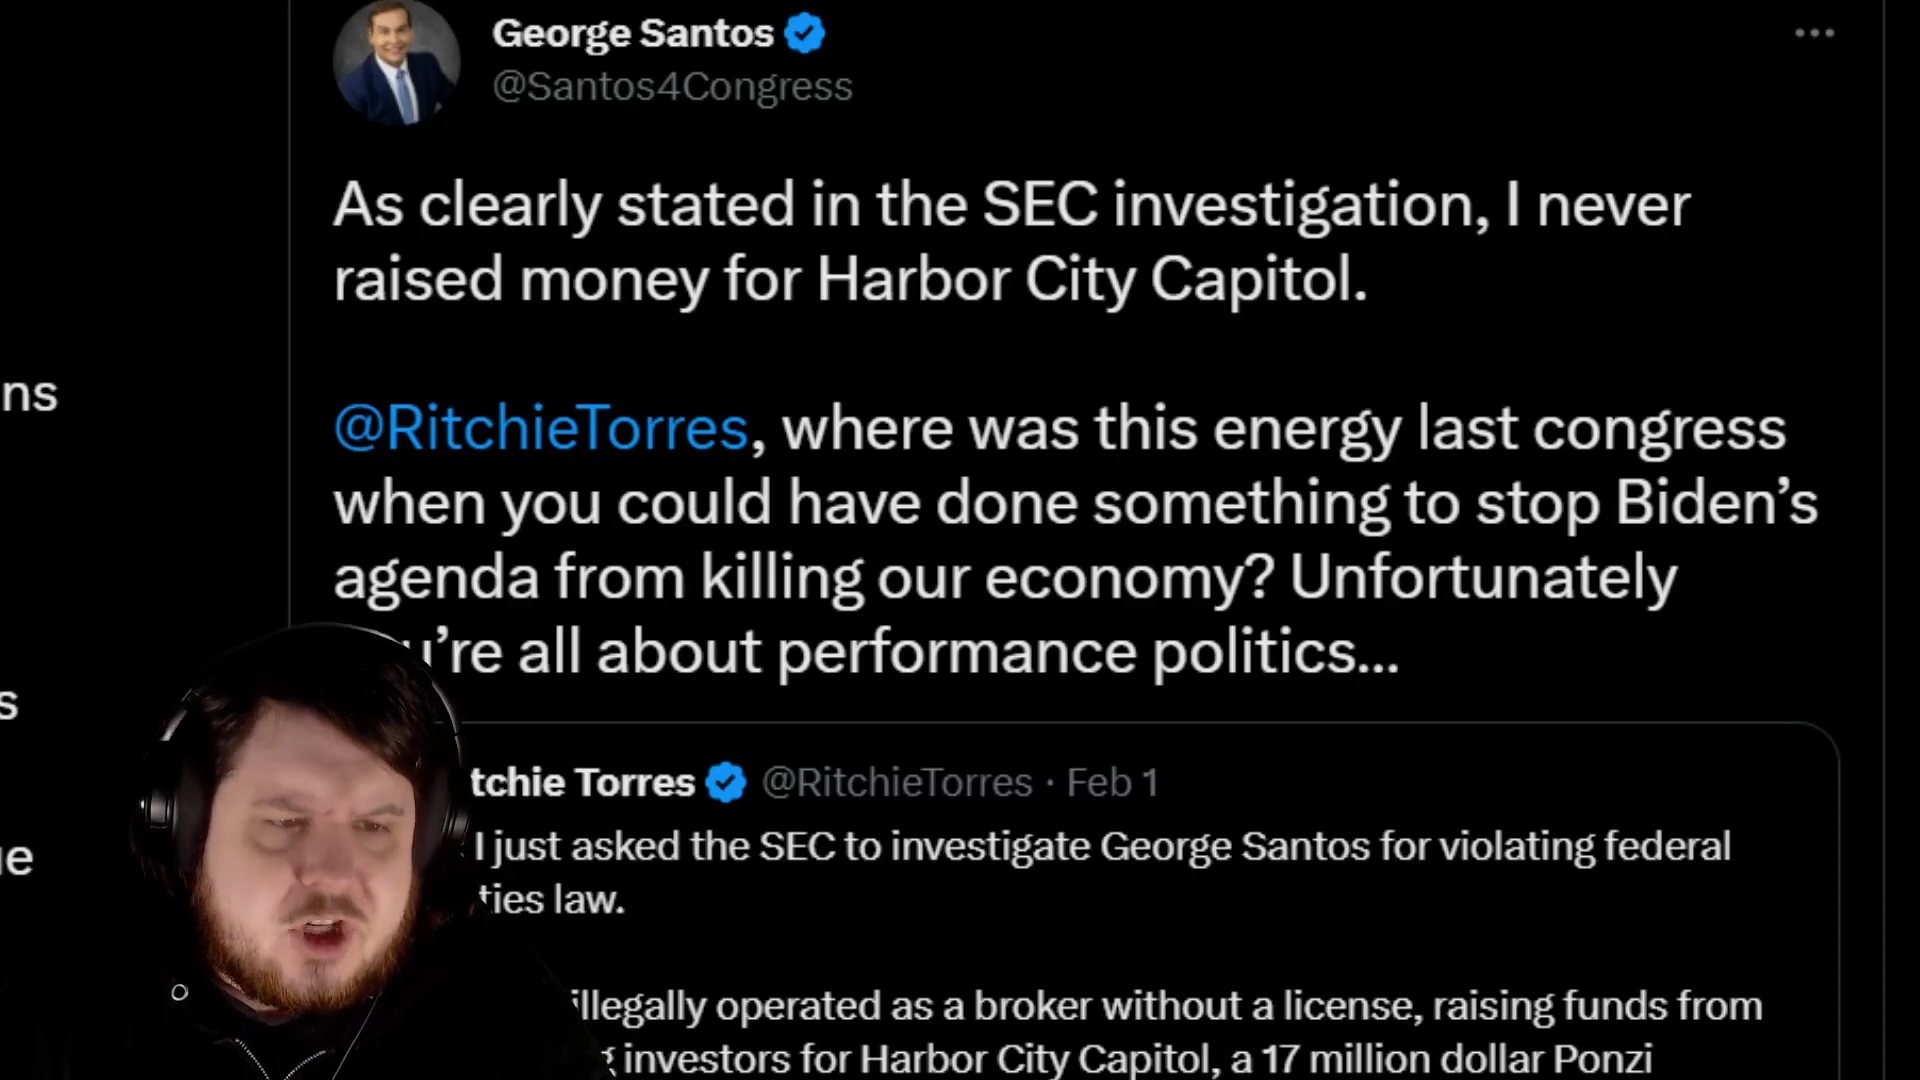 George Santos
@Santos4Congress
As clearly stated in the SEC investigation, I never
raised money for Harbor City Capitol.
@RitchieTorres, where was this energy last congress
when you could have done something to stop Biden’s
agenda from killing our economy? Unfortunately
u’re all about performance politics...
tchie Torres @RitchieTorres · Feb 1
I just asked the SEC to investigate George Santos for violating federal
ties law.
illegally operated as a broker without a license, raising funds from
investors for Harbor City Capitol, a 17 million dollar Ponzi
ns
s